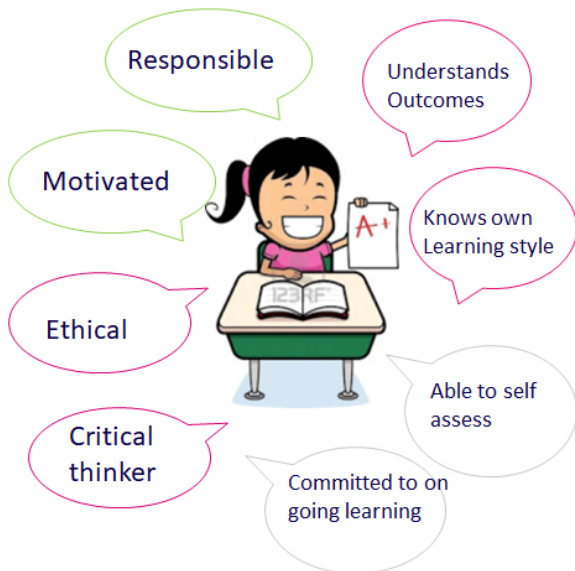 Responsible
Understands
Outcomes
Motivated
A+
Knows own
Learning style
123RF
Ethical
Able to self
assess
Critical
thinker
Committed to on
going learning